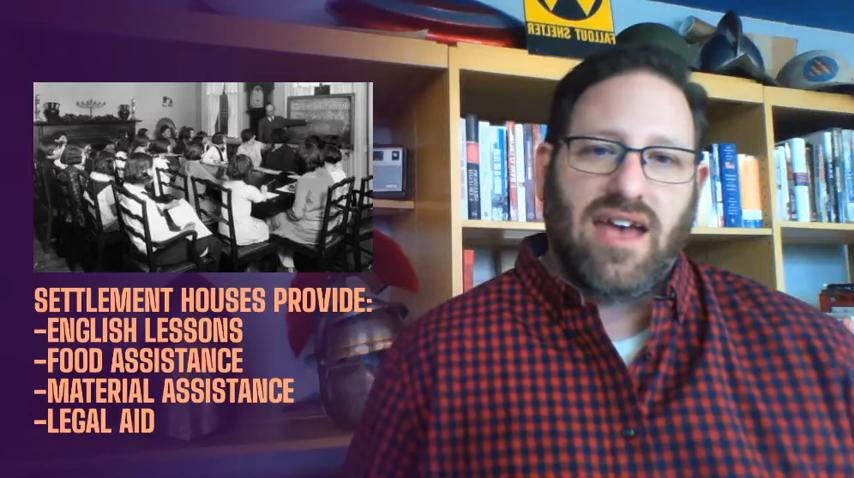 FALLOUT SHELTER
SETTLEMENT HOUSES PROVIDE:
-ENGLISH LESSONS
-FOOD ASSISTANCE
-MATERIAL ASSISTANCE
-LEGAL AID